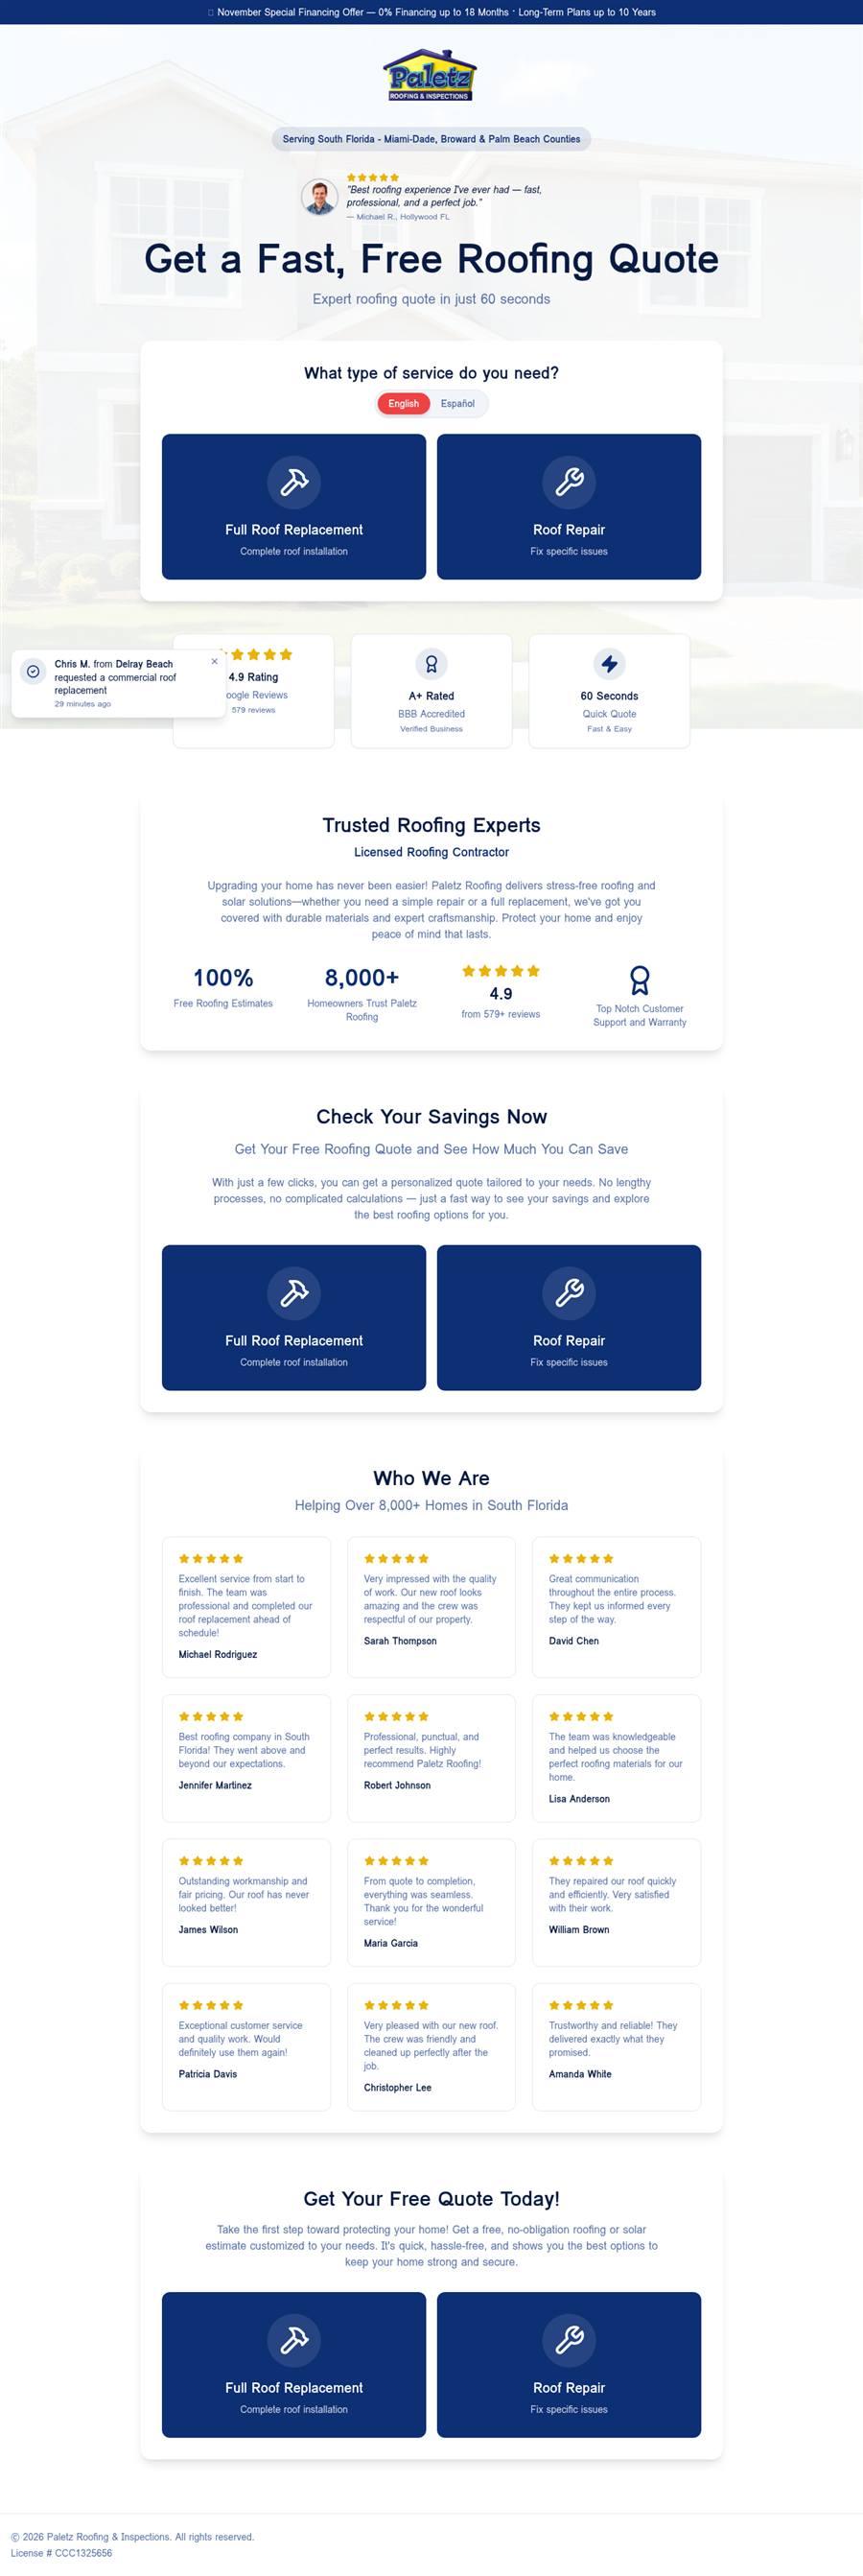 November Special Financing Offer — 0% Financing up to 18 Months · Long-Term Plans up to 10 Years
Paletz
ROOFING & INSPECTIONS
Serving South Florida - Miami-Dade, Broward & Palm Beach Counties
"Best roofing experience I've ever had — fast,
professional, and a perfect job."
— Michael R., Hollywood FL
Get a Fast, Free Roofing Quote
Expert roofing quote in just 60 seconds
What type of service do you need?
English Español
Full Roof Replacement
Complete roof installation
Roof Repair
Fix specific issues
Chris M. from Delray Beach
requested a commercial roof
replacement
29 minutes ago
4.9 Rating
oogle Reviews
579 reviews
A+ Rated
BBB Accredited
Verified Business
60 Seconds
Quick Quote
Fast & Easy
Trusted Roofing Experts
Licensed Roofing Contractor
Upgrading your home has never been easier! Paletz Roofing delivers stress-free roofing and
solar solutions—whether you need a simple repair or a full replacement, we've got you
covered with durable materials and expert craftsmanship. Protect your home and enjoy
peace of mind that lasts.
100%
Free Roofing Estimates
8,000+
Homeowners Trust Paletz
Roofing
4.9
from 579+ reviews
Top Notch Customer
Support and Warranty
Check Your Savings Now
Get Your Free Roofing Quote and See How Much You Can Save
With just a few clicks, you can get a personalized quote tailored to your needs. No lengthy
processes, no complicated calculations — just a fast way to see your savings and explore
the best roofing options for you.
Full Roof Replacement
Complete roof installation
Roof Repair
Fix specific issues
Who We Are
Helping Over 8,000+ Homes in South Florida
Excellent service from start to
finish. The team was
professional and completed our
roof replacement ahead of
schedule!
Michael Rodriguez
Very impressed with the quality
of work. Our new roof looks
amazing and the crew was
respectful of our property.
Sarah Thompson
Great communication
throughout the entire process.
They kept us informed every
step of the way.
David Chen
Best roofing company in South
Florida! They went above and
beyond our expectations.
Jennifer Martinez
Professional, punctual, and
perfect results. Highly
recommend Paletz Roofing!
Robert Johnson
The team was knowledgeable
and helped us choose the
perfect roofing materials for our
home.
Lisa Anderson
Outstanding workmanship and
fair pricing. Our roof has never
looked better!
James Wilson
From quote to completion,
everything was seamless.
Thank you for the wonderful
service!
Maria Garcia
They repaired our roof quickly
and efficiently. Very satisfied
with their work.
William Brown
Exceptional customer service
and quality work. Would
definitely use them again!
Patricia Davis
Very pleased with our new roof.
The crew was friendly and
cleaned up perfectly after the
job.
Christopher Lee
Trustworthy and reliable! They
delivered exactly what they
promised.
Amanda White
Get Your Free Quote Today!
Take the first step toward protecting your home! Get a free, no-obligation roofing or solar
estimate customized to your needs. It's quick, hassle-free, and shows you the best options to
keep your home strong and secure.
Full Roof Replacement
Complete roof installation
Roof Repair
Fix specific issues
© 2026 Paletz Roofing & Inspections. All rights reserved.
License # CCC1325656